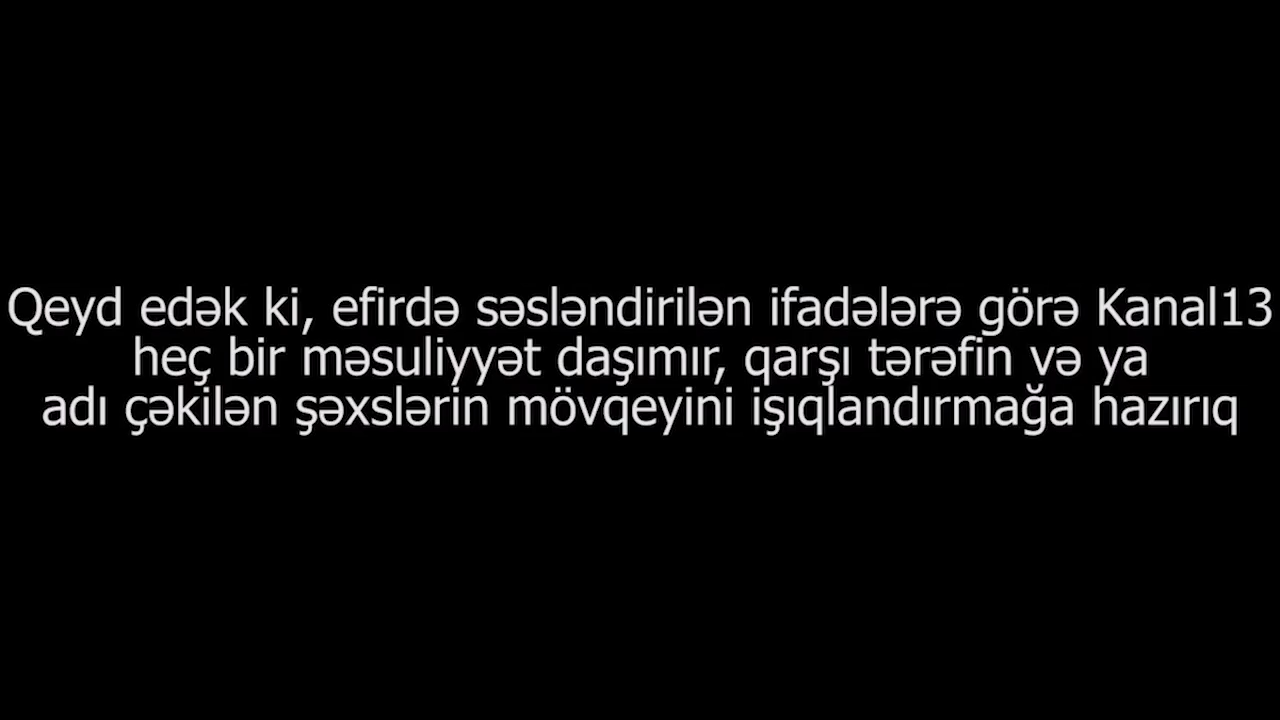 Qeyd edək ki, efirdə səsləndirilən ifadələrə görə Kanal13
heç bir məsuliyyət daşımır, qarşı tərəfin və ya
adı çəkilən şəxslərin mövqeyini işıqlandırmağa hazırıq